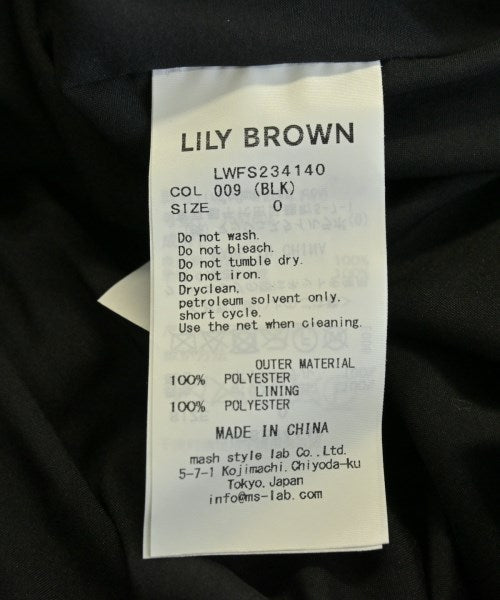 LILY BROWN
LWFS234140
COL 009 (BLK)
SIZE 0
Do not wash.
Do not bleach.
Do not tumble dry.
Do not iron.
Dryclean.
petroleum solvent only.
short cycle.
Use the net when cleaning.
OUTER MATERIAL
100% POLYESTER
LINING
100% POLYESTER
MADE IN CHINA
mash style lab Co.,Ltd.
5-7-1 Kojimachi, Chiyoda-ku
Tokyo, Japan
info@ms-lab.com